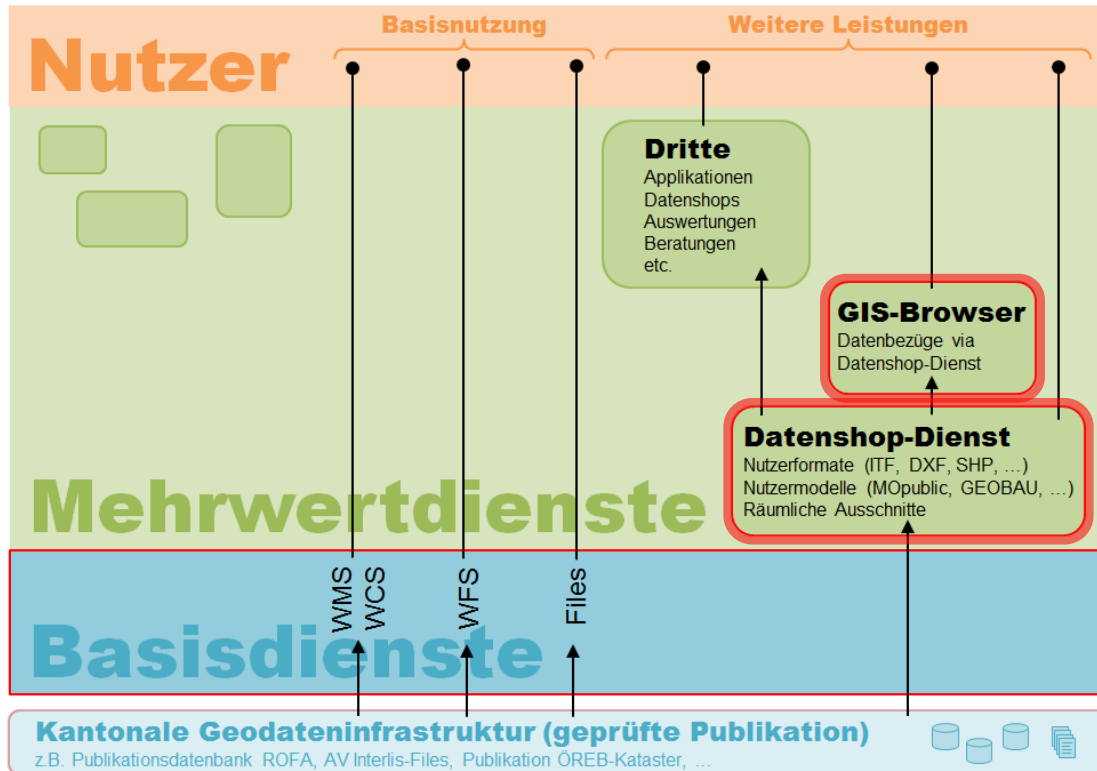 Basisnutzung
Weitere Leistungen
Nutzer
Dritte
Applikationen
Datenshops
Auswertungen
Beratungen
etc.
GIS-Browser
Datenbezüge via
Datenshop-Dienst
Datenshop-Dienst
Nutzerformate (ITF, DXF, SHP, …)
Nutzermodelle (MOpublic, GEOBAU, …)
Räumliche Ausschnitte
Mehrwertdienste
WMS
WCS
WFS
Files
Basisdienste
Kantonale Geodateninfrastruktur (geprüfte Publikation)
z.B. Publikationsdatenbank ROFA, AV Interlis-Files, Publikation ÖREB-Kataster, …